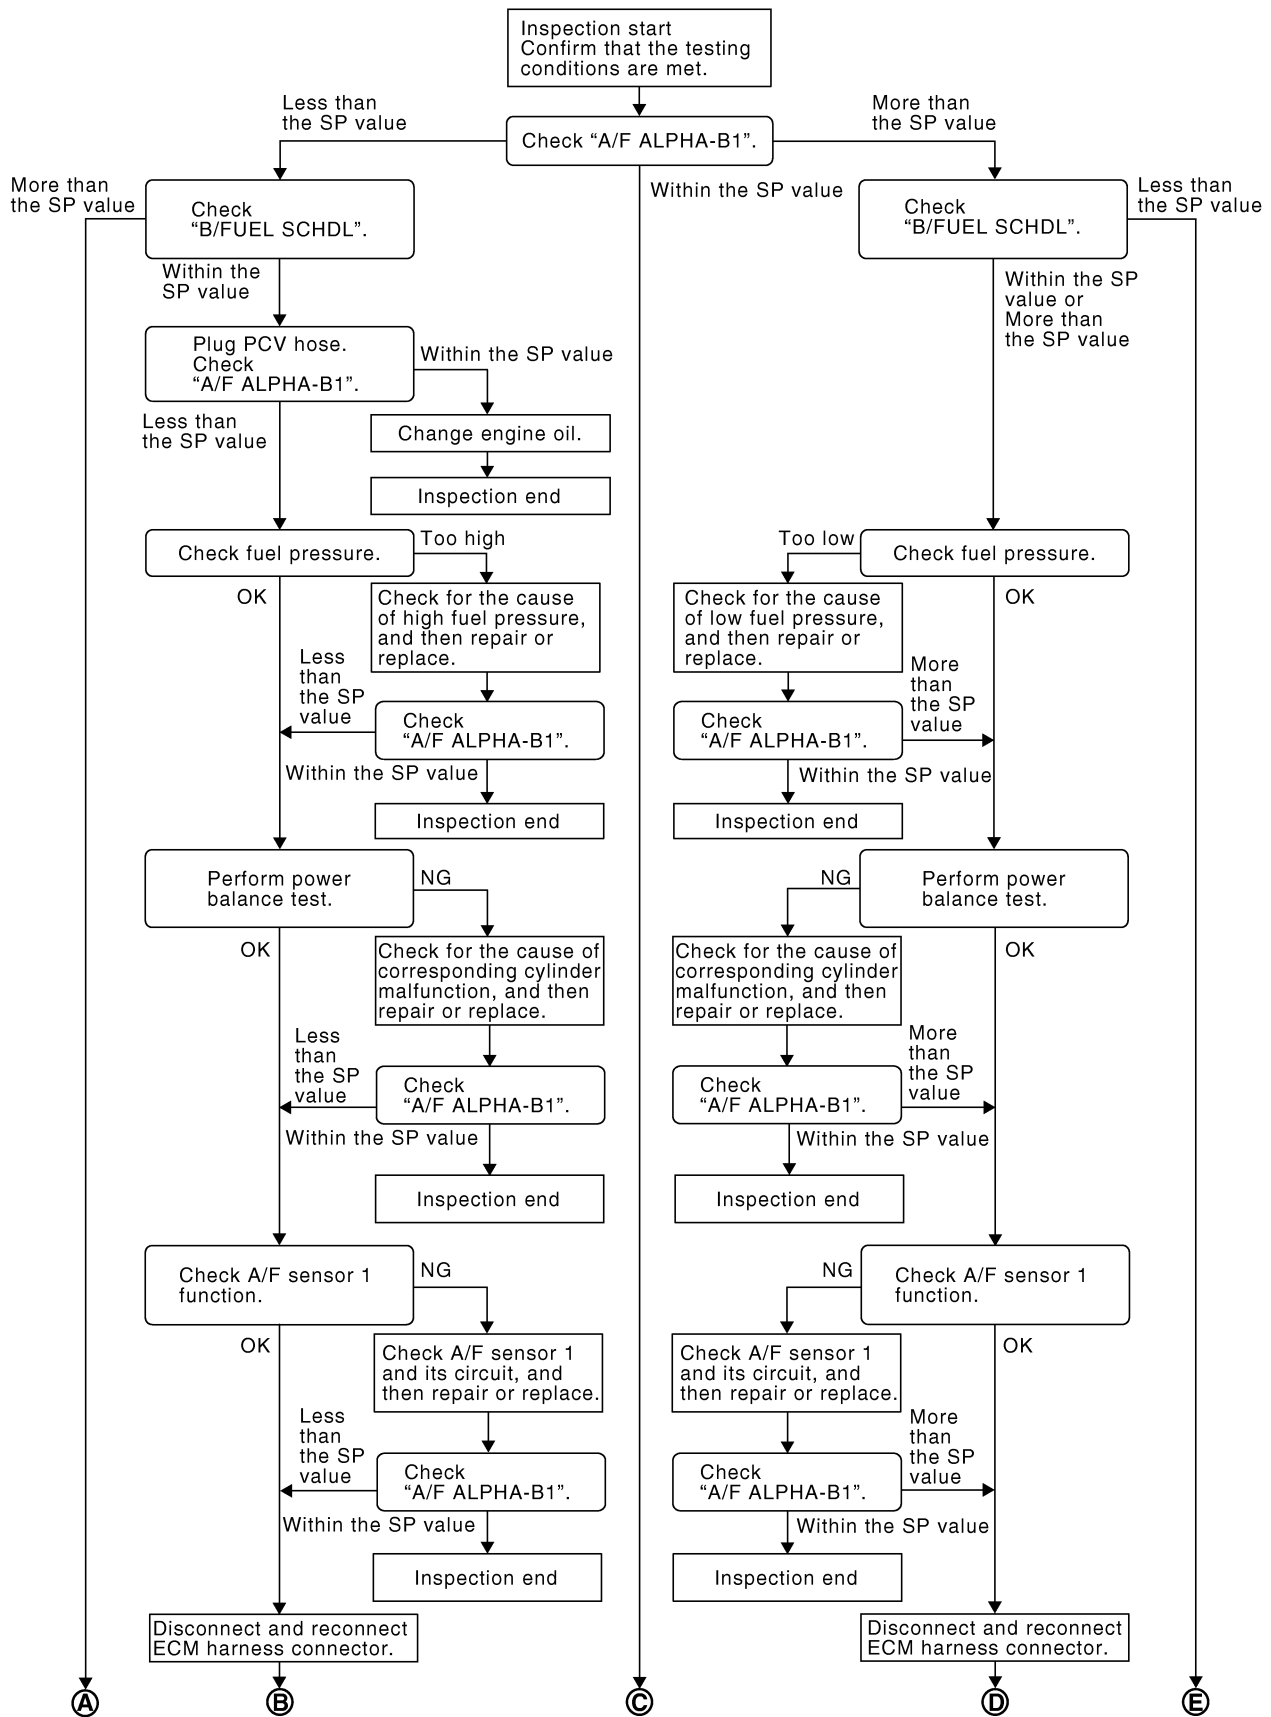 Inspection start
Confirm that the testing
conditions are met.
Less than
the SP value
More than
the SP value
Check “A/F ALPHA-B1”.
More than
the SP value
Within the SP value
Less than
the SP value
Check
“B/FUEL SCHDL”.
Check
“B/FUEL SCHDL”.
Within the
SP value
Within the SP
value or
More than
the SP value
Plug PCV hose.
Check
“A/F ALPHA-B1”.
Within the SP value
Less than
the SP value
Change engine oil.
Inspection end
Check fuel pressure.
Too high
Too low
Check fuel pressure.
OK
Check for the cause
of high fuel pressure,
and then repair or
replace.
Check for the cause
of low fuel pressure,
and then repair or
replace.
OK
Less
than
the SP
value
Check
“A/F ALPHA-B1”.
Check
“A/F ALPHA-B1”.
More
than
the SP
value
Within the SP value
Within the SP value
Inspection end
Inspection end
Perform power
balance test.
NG
NG
Perform power
balance test.
OK
Check for the cause of
corresponding cylinder
malfunction, and then
repair or replace.
Check for the cause of
corresponding cylinder
malfunction, and then
repair or replace.
OK
Less
than
the SP
value
Check
“A/F ALPHA-B1”.
Check
“A/F ALPHA-B1”.
More
than
the SP
value
Within the SP value
Within the SP value
Inspection end
Inspection end
Check A/F sensor 1
function.
NG
NG
Check A/F sensor 1
function.
OK
Check A/F sensor 1
and its circuit, and
then repair or replace.
Check A/F sensor 1
and its circuit, and
then repair or replace.
OK
Less
than
the SP
value
Check
“A/F ALPHA-B1”.
Check
“A/F ALPHA-B1”.
More
than
the SP
value
Within the SP value
Within the SP value
Inspection end
Inspection end
Disconnect and reconnect
ECM harness connector.
Disconnect and reconnect
ECM harness connector.
A
B
C
D
E